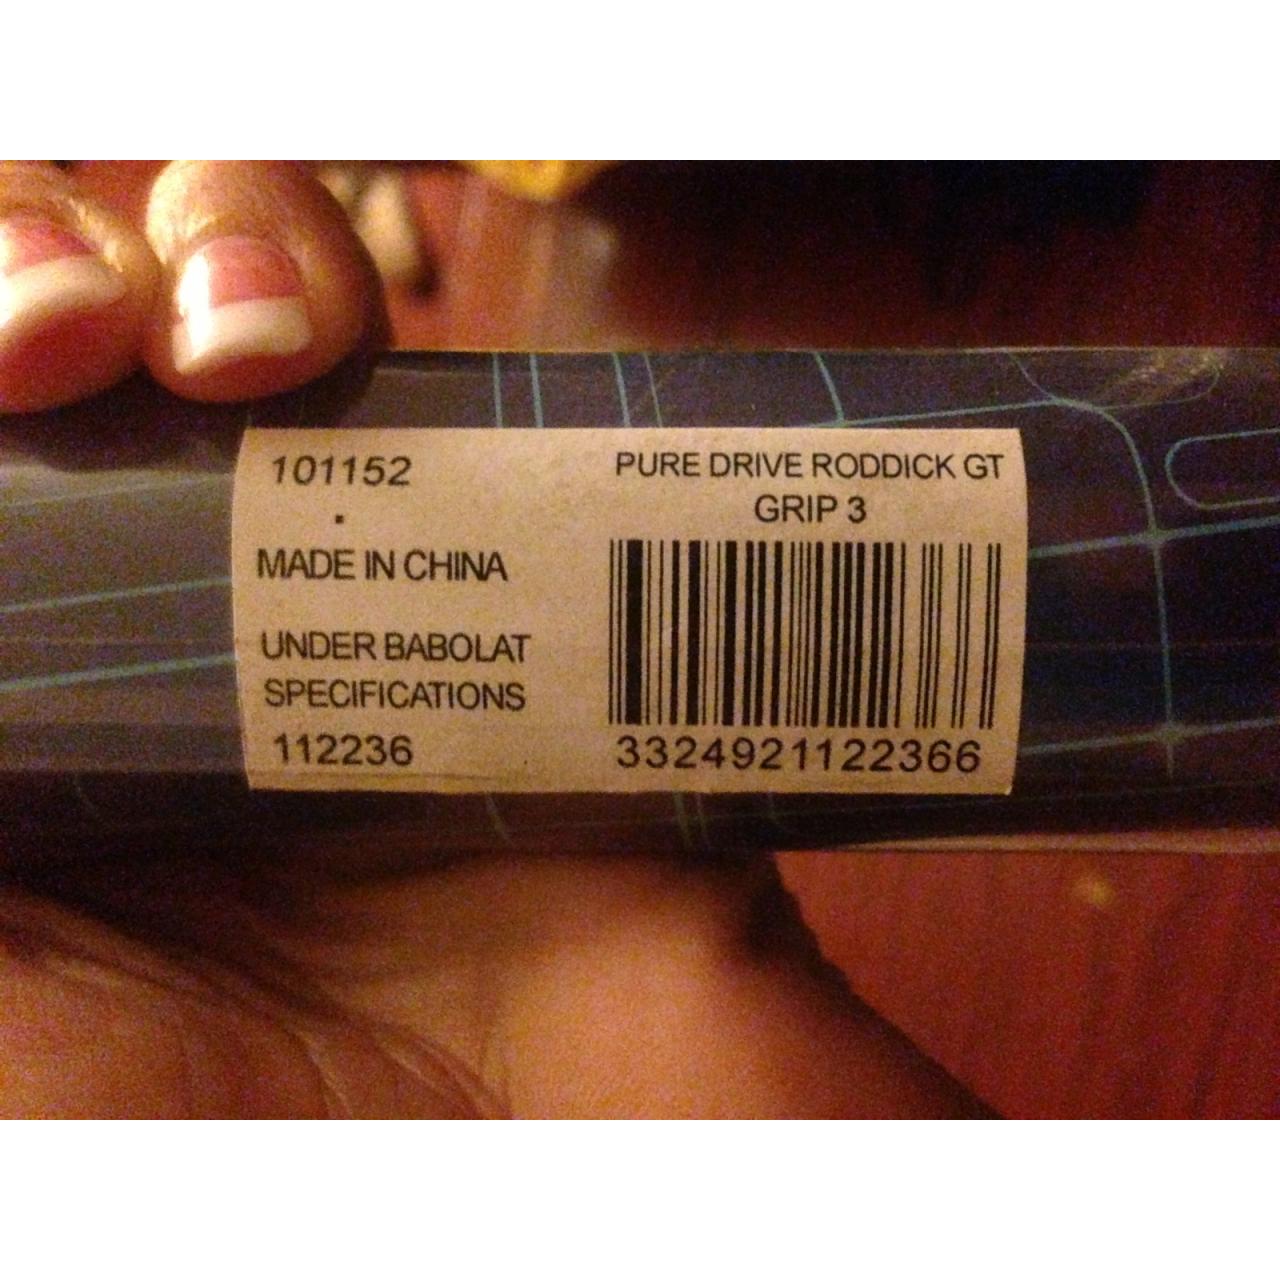 101152
.
MADE IN CHINA
UNDER BABOLAT
SPECIFICATIONS
112236
PURE DRIVE RODDICK GT
GRIP 3
3324921122366